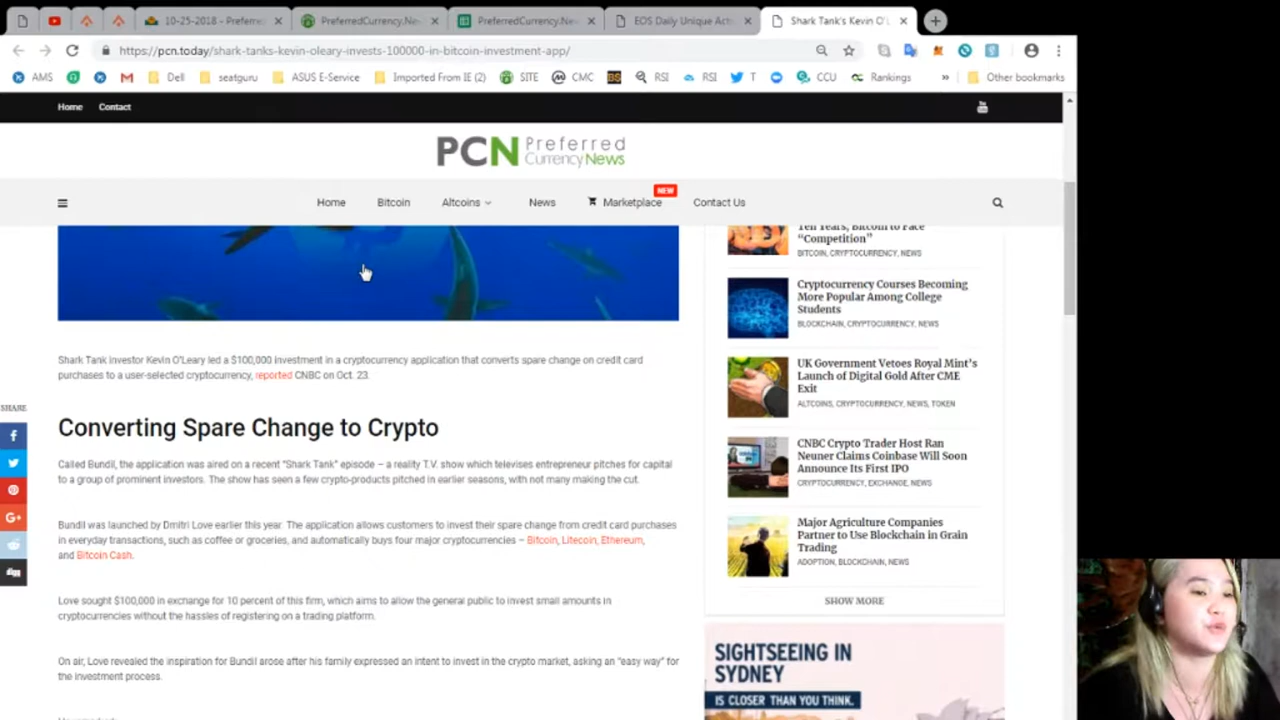 10-25-2018 - Preferred
PreferredCurrency.Ne
PreferredCurrency.Ne
EOS Daily Unique Acti
Shark Tank's Kevin O'L
https://pcn.today/shark-tanks-kevin-oleary-invests-100000-in-bitcoin-investment-app/
AMS
Dell
seatguru
ASUS E-Service
Imported From IE (2)
SITE
CMC
RSI
RSI
T
CCU
Rankings
»
Other bookmarks
Home
Contact
PCN Preferred
CurrencyNews
NEW
Home
Bitcoin
Altcoins
News
Marketplace
Contact Us
Ten Years, Bitcoin to Face
"Competition"
BITCOIN, CRYPTOCURRENCY, NEWS
Cryptocurrency Courses Becoming
More Popular Among College
Students
BLOCKCHAIN, CRYPTOCURRENCY, NEWS
Shark Tank investor Kevin O'Leary led a $100,000 investment in a cryptocurrency application that converts spare change on credit card
purchases to a user-selected cryptocurrency, reported CNBC on Oct. 23.
UK Government Vetoes Royal Mint's
Launch of Digital Gold After CME
Exit
ALTCOINS, CRYPTOCURRENCY, NEWS, TOKEN
SHARE
Converting Spare Change to Crypto
Called Bundil, the application was aired on a recent "Shark Tank" episode – a reality T.V. show which televises entrepreneur pitches for capital
to a group of prominent investors. The show has seen a few crypto-products pitched in earlier seasons, with not many making the cut.
CNBC Crypto Trader Host Ran
Neuner Claims Coinbase Will Soon
Announce Its First IPO
CRYPTOCURRENCY, EXCHANGE, NEWS
Bundil was launched by Dmitri Love earlier this year. The application allows customers to invest their spare change from credit card purchases
in everyday transactions, such as coffee or groceries, and automatically buys four major cryptocurrencies – Bitcoin, Litecoin, Ethereum,
and Bitcoin Cash.
Major Agriculture Companies
Partner to Use Blockchain in Grain
Trading
ADOPTION, BLOCKCHAIN, NEWS
Love sought $100,000 in exchange for 10 percent of this firm, which aims to allow the general public to invest small amounts in
cryptocurrencies without the hassles of registering on a trading platform.
SHOW MORE
On air, Love revealed the inspiration for Bundil arose after his family expressed an intent to invest in the crypto market, asking an "easy way" for
the investment process.
SIGHTSEEING IN
SYDNEY
IS CLOSER THAN YOU THINK.